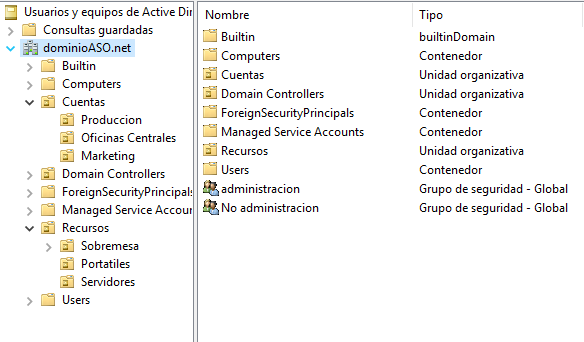 Usuarios y equipos de Active Dir
Consultas guardadas
dominioASO.net
Builtin
Computers
Cuentas
Produccion
Oficinas Centrales
Marketing
Domain Controllers
ForeignSecurityPrincipals
Managed Service Accour
Recursos
Sobremesa
Portatiles
Servidores
Users
Nombre Tipo
Builtin builtinDomain
Computers Contenedor
Cuentas Unidad organizativa
Domain Controllers Unidad organizativa
ForeignSecurityPrincipals Contenedor
Managed Service Accounts Contenedor
Recursos Unidad organizativa
Users Contenedor
administracion Grupo de seguridad - Global
No administracion Grupo de seguridad - Global